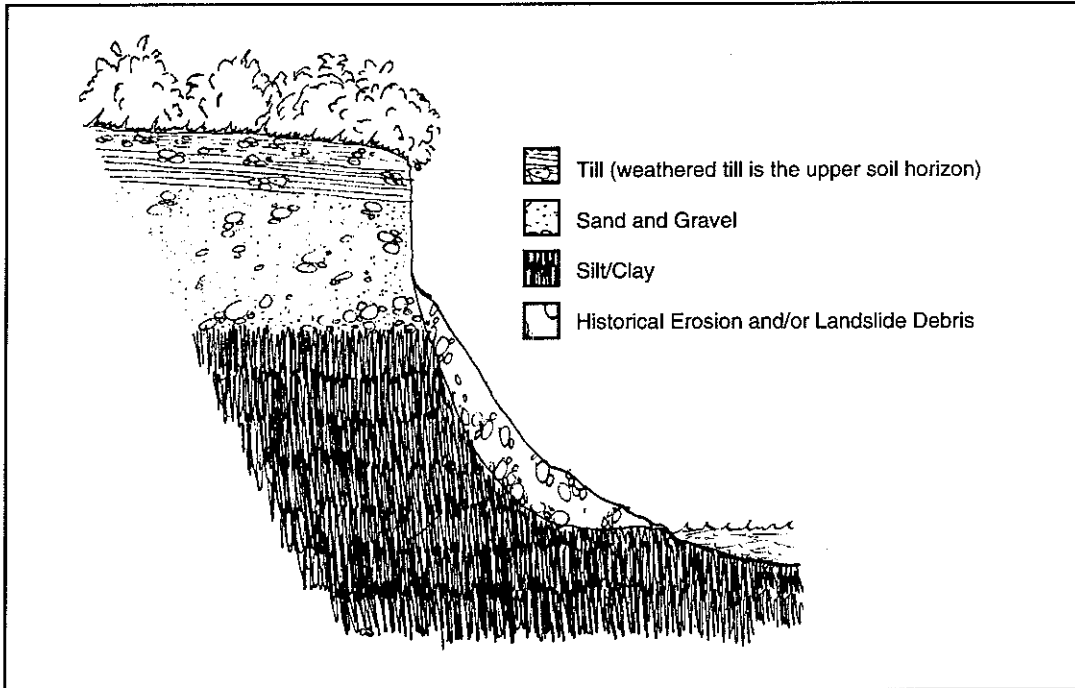 Till (weathered till is the upper soil horizon)
Sand and Gravel
Silt/Clay
Historical Erosion and/or Landslide Debris